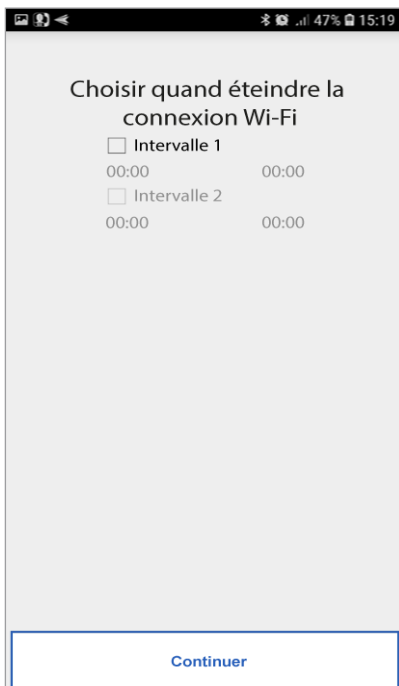 47% 15:19
Choisir quand éteindre la
connexion Wi-Fi
Intervalle 1
00:00 00:00
Intervalle 2
00:00 00:00
Continuer